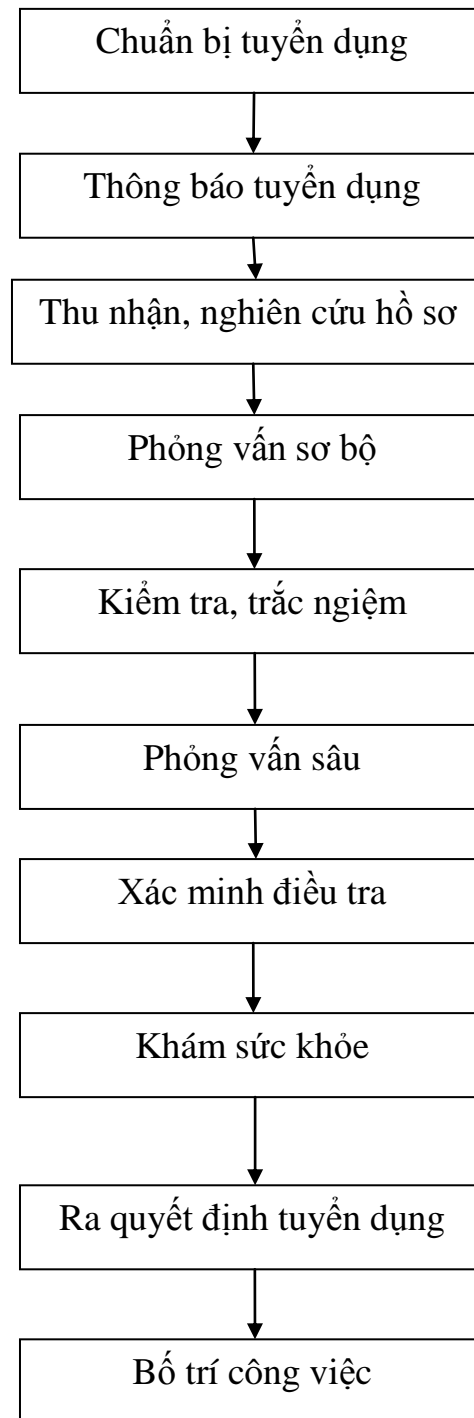 Chuẩn bị tuyển dụng
Thông báo tuyển dụng
Thu nhận, nghiên cứu hồ sơ
Phỏng vấn sơ bộ
Kiểm tra, trắc ngiệm
Phỏng vấn sâu
Xác minh điều tra
Khám sức khỏe
Ra quyết định tuyển dụng
Bố trí công việc